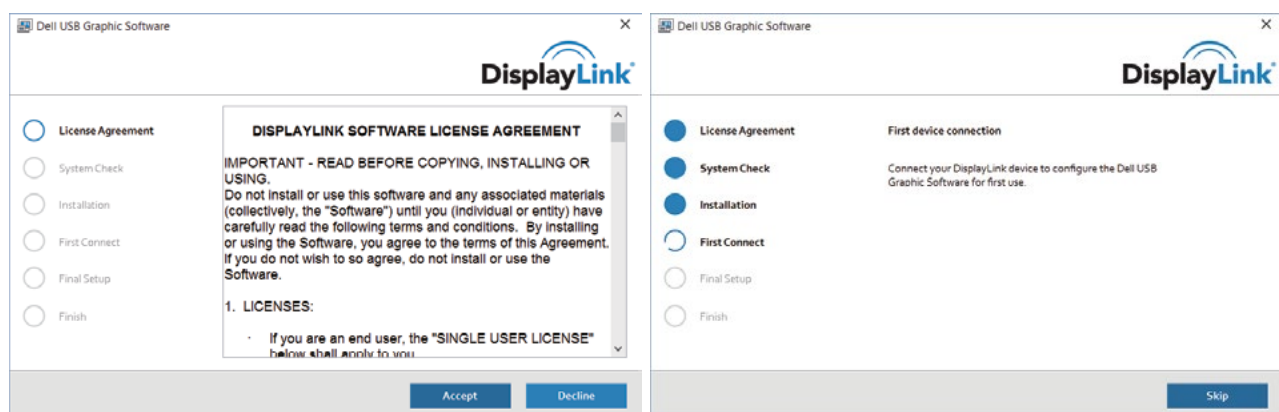 Dell USB Graphic Software
DisplayLink
License Agreement
System Check
Installation
First Connect
Final Setup
Finish
DISPLAYLINK SOFTWARE LICENSE AGREEMENT
IMPORTANT - READ BEFORE COPYING, INSTALLING OR
USING.
Do not install or use this software and any associated materials
(collectively, the "Software") until you (individual or entity) have
carefully read the following terms and conditions. By installing
or using the Software, you agree to the terms of this Agreement.
If you do not wish to so agree, do not install or use the
Software.
1. LICENSES:
· If you are an end user, the "SINGLE USER LICENSE"
below shall apply to you
Accept
Decline
Dell USB Graphic Software
DisplayLink
License Agreement
System Check
Installation
First Connect
Final Setup
Finish
First device connection
Connect your DisplayLink device to configure the Dell USB
Graphic Software for first use.
Skip